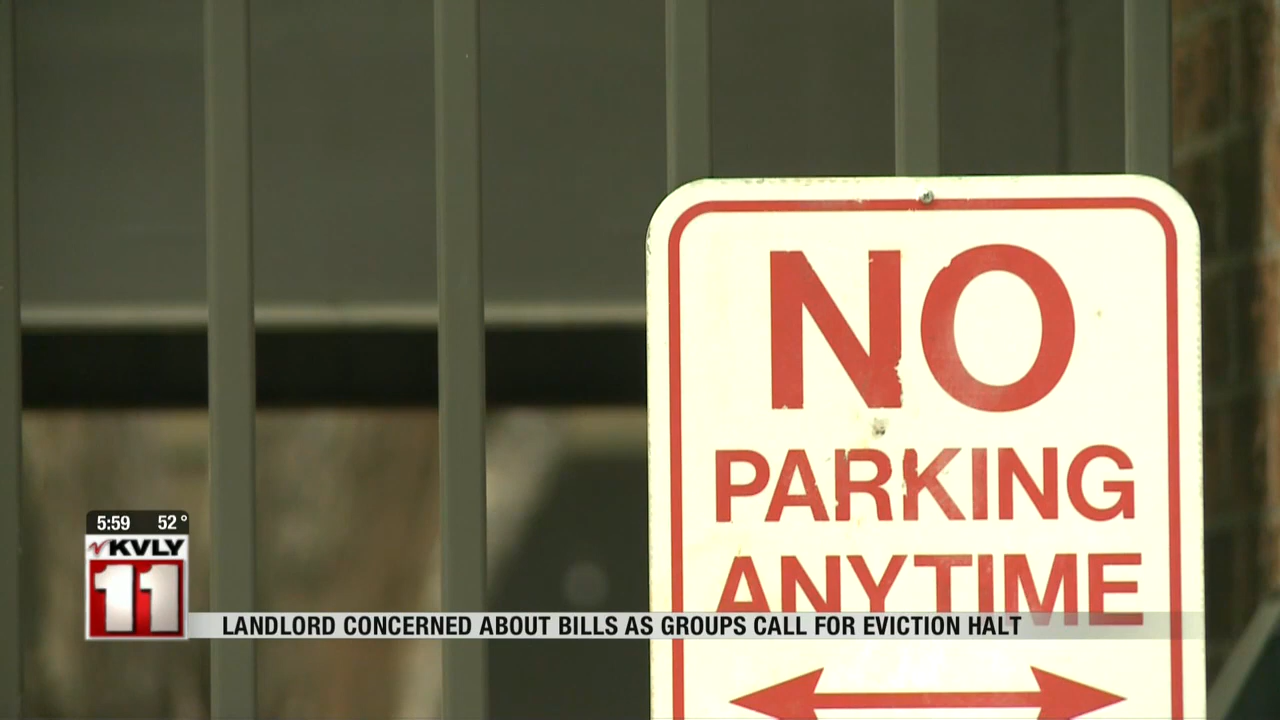 NO
PARKING
ANYTIME
5:59 52°
KVLY
11
LANDLORD CONCERNED ABOUT BILLS AS GROUPS CALL FOR EVICTION HALT